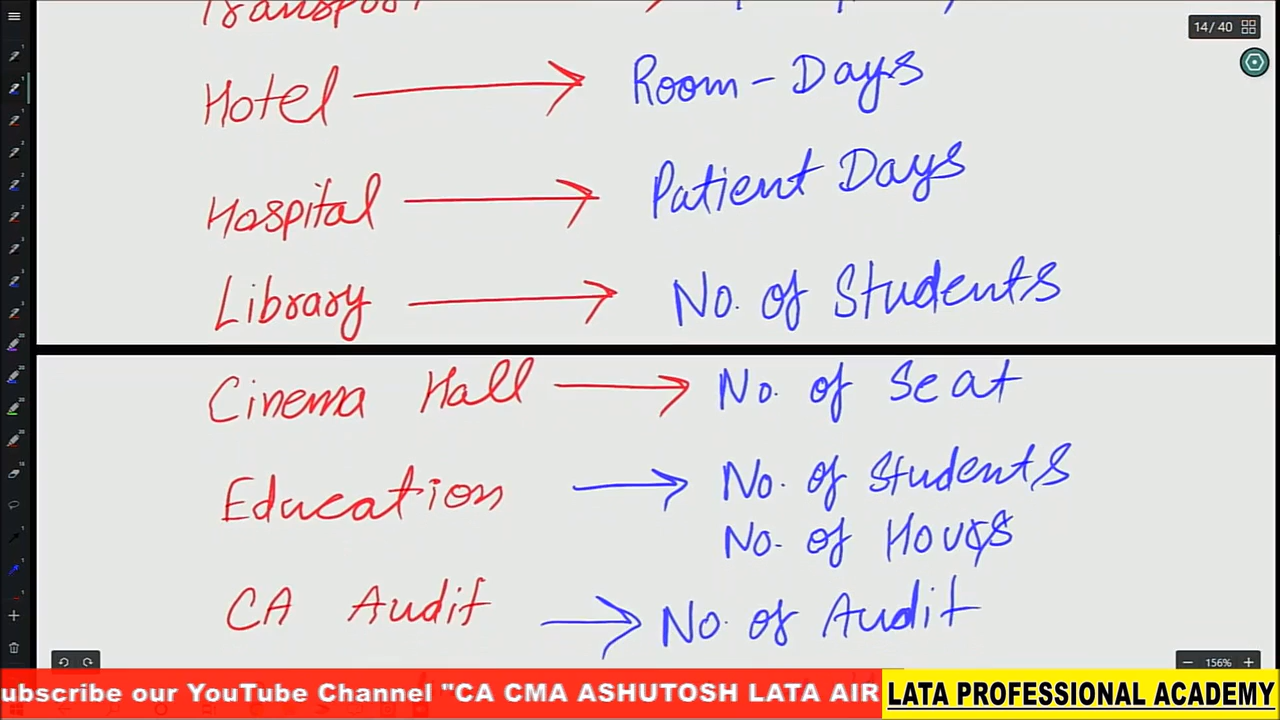 Transport
14/40
Hotel → Room - Days
Hospital → Patient Days
Library → No. of Students
Cinema Hall → No. of Seat
Education → No. of Students
No. of Hours
CA Audit → No. of Audit
156%
ubscribe our YouTube Channel "CA CMA ASHUTOSH LATA AIR
LATA PROFESSIONAL ACADEMY